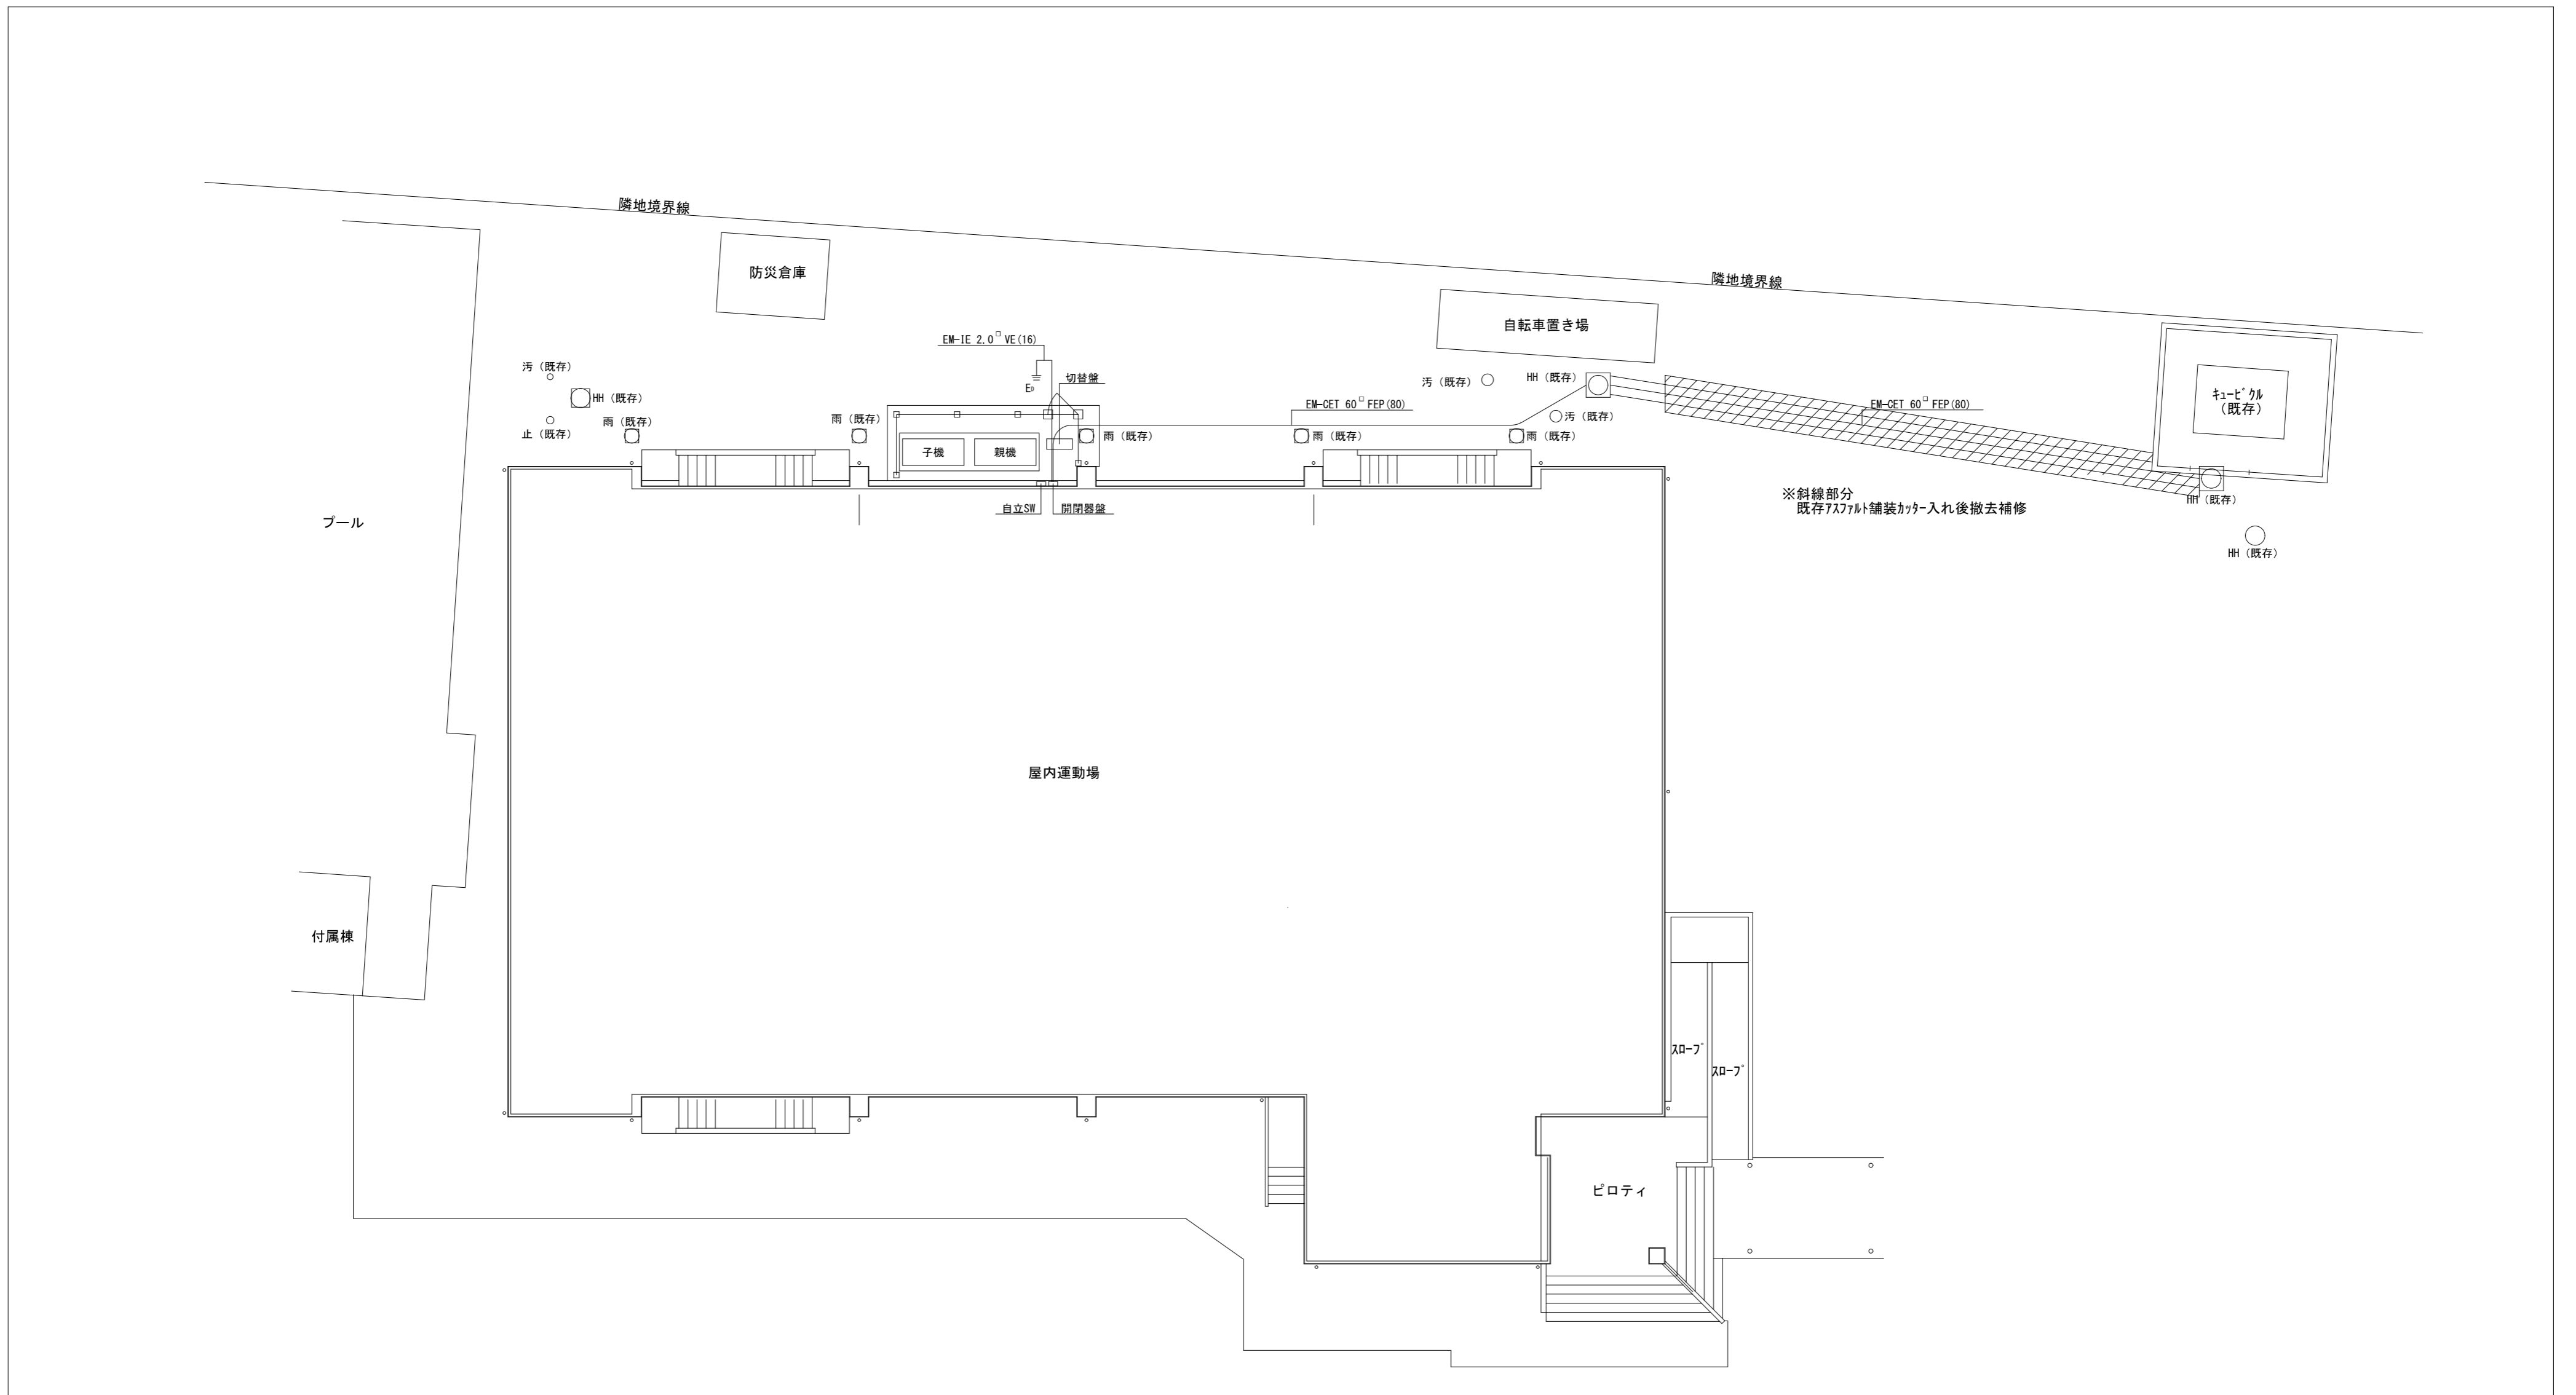 隣地境界線
隣地境界線
防災倉庫
自転車置き場
EM-IE 2.0□ VE(16)
ED
切替盤
汚（既存）
HH（既存）
止（既存）
雨（既存）
雨（既存）
子機
親機
雨（既存）
EM-CET 60□ FEP(80)
雨（既存）
汚（既存）
HH（既存）
汚（既存）
雨（既存）
EM-CET 60□ FEP(80)
ｷｭｰﾋﾞｸﾙ
（既存）
HH（既存）
HH（既存）
※斜線部分
既存ｱｽﾌｧﾙﾄ舗装ｶｯﾀｰ入れ後撤去補修
自立SW
開閉器盤
プール
屋内運動場
付属棟
ｽﾛｰﾌﾟ
ｽﾛｰﾌﾟ
ピロティ